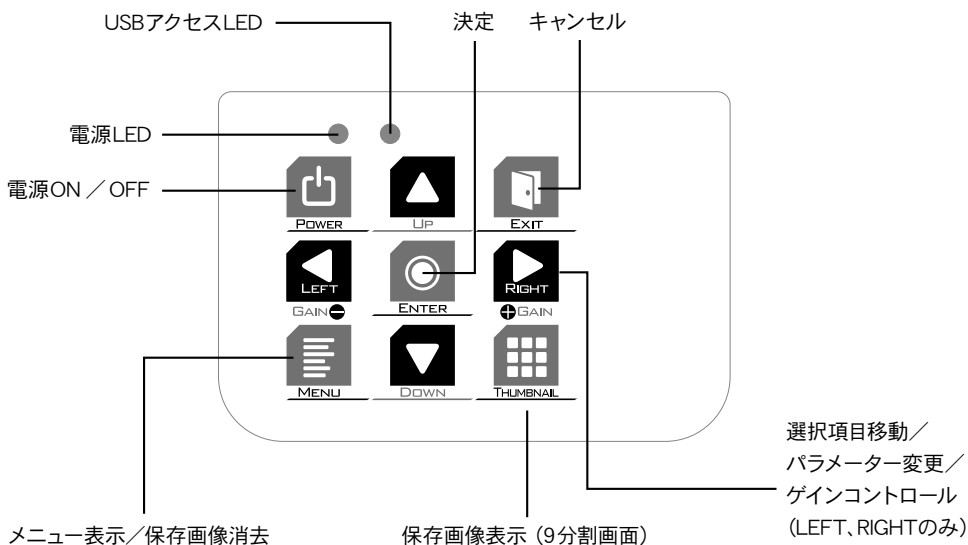 USBアクセスLED
決定
キャンセル
電源LED
電源ON／OFF
POWER
UP
EXIT
LEFT
GAIN
ENTER
RIGHT
GAIN
MENU
DOWN
THUMBNAIL
選択項目移動／
パラメーター変更／
ゲインコントロール
（LEFT、RIGHTのみ）
メニュー表示／保存画像消去
保存画像表示（9分割画面）